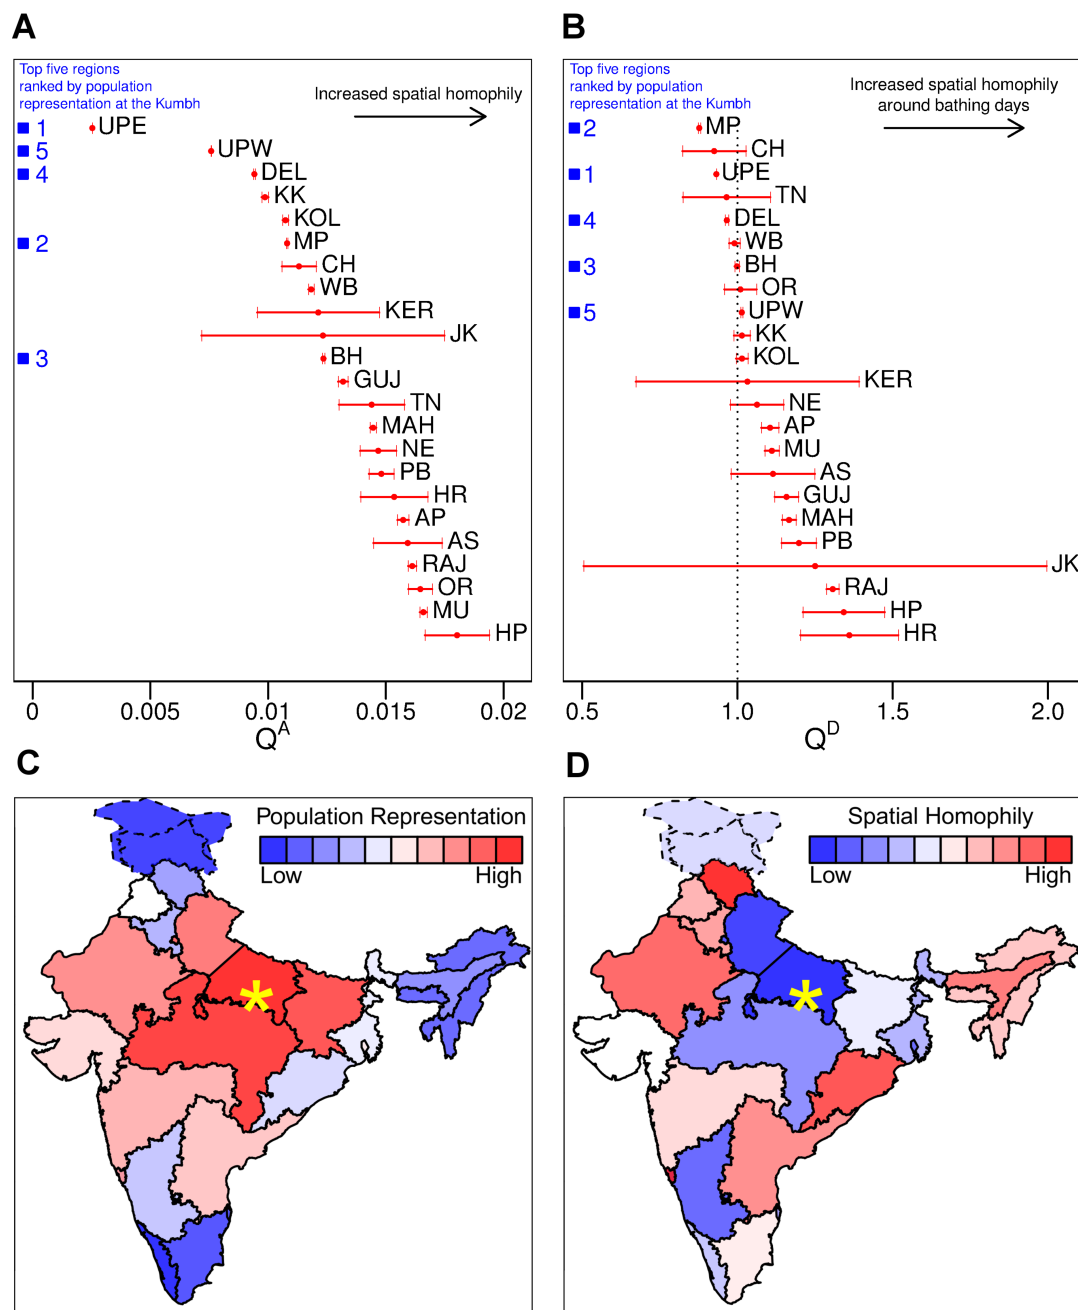 A
Top five regions
ranked by population
representation at the Kumbh
Increased spatial homophily
1 UPE
5 UPW
4 DEL
KK
KOL
2 MP
CH
WB
KER
JK
3 BH
GUJ
TN
MAH
NE
PB
HR
AP
AS
RAJ
OR
MU
HP
0 0.005 0.01 0.015 0.02
Q^A
B
Top five regions
ranked by population
representation at the Kumbh
Increased spatial homophily
around bathing days
2 MP
CH
1 UPE
TN
4 DEL
WB
3 BH
OR
5 UPW
KK
KOL
KER
NE
AP
MU
AS
GUJ
MAH
PB
JK
RAJ
HP
HR
0.5 1.0 1.5 2.0
Q^D
C
Population Representation
Low High
D
Spatial Homophily
Low High